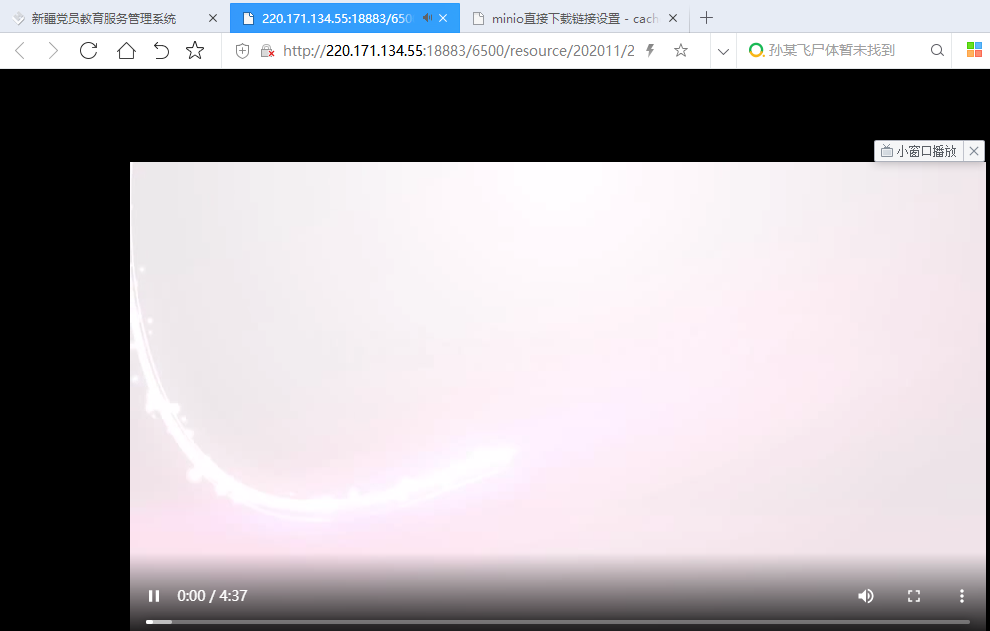 新疆党员教育服务管理系统
220.171.134.55:18883/650
minio直接下载链接设置 - cach
http://220.171.134.55:18883/6500/resource/202011/2
孙某飞尸体暂未找到
小窗口播放
0:00 / 4:37